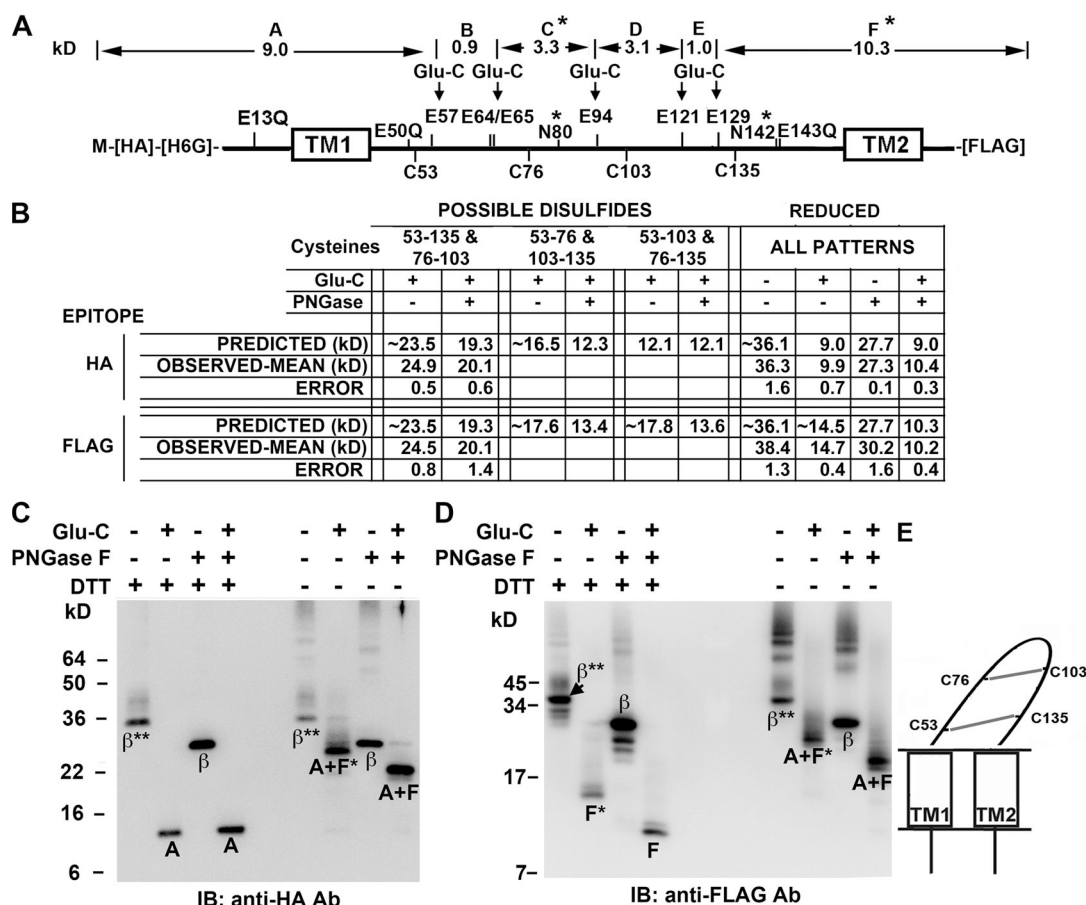 A
A B C* D E F*
kD 9.0 0.9 3.3 3.1 1.0 10.3
Glu-C Glu-C Glu-C Glu-C
E13Q E50Q E57 E64/E65 * N80 E94 E121 E129 * N142 E143Q
M-[HA]-[H6G]- TM1 TM2 -[FLAG]
C53 C76 C103 C135
B
POSSIBLE DISULFIDES REDUCED
Cysteines 53-135 & 76-103 53-76 & 103-135 53-103 & 76-135 ALL PATTERNS
Glu-C + + + + + + - + - +
PNGase - + - + - + - - + +
EPITOPE
HA
PREDICTED (kD) ~23.5 19.3 ~16.5 12.3 12.1 12.1 ~36.1 9.0 27.7 9.0
OBSERVED-MEAN (kD) 24.9 20.1 36.3 9.9 27.3 10.4
ERROR 0.5 0.6 1.6 0.7 0.1 0.3
FLAG
PREDICTED (kD) ~23.5 19.3 ~17.6 13.4 ~17.8 13.6 ~36.1 ~14.5 27.7 10.3
OBSERVED-MEAN (kD) 24.5 20.1 38.4 14.7 30.2 10.2
ERROR 0.8 1.4 1.3 0.4 1.6 0.4
C
Glu-C - + - + - + - +
PNGase F - - + + - - + +
DTT + + + + - - - -
kD
64 –
50 –
36 –
22 –
16 –
6 –
β** A β A β** A+F* β A+F
IB: anti-HA Ab
D
Glu-C - + - + - + - +
PNGase F - - + + - - + +
DTT + + + + - - - -
kD
45 –
34 –
17–
7–
β** F* β F β** A+F* β A+F
IB: anti-FLAG Ab
E
C76 C103
C53 C135
TM1 TM2